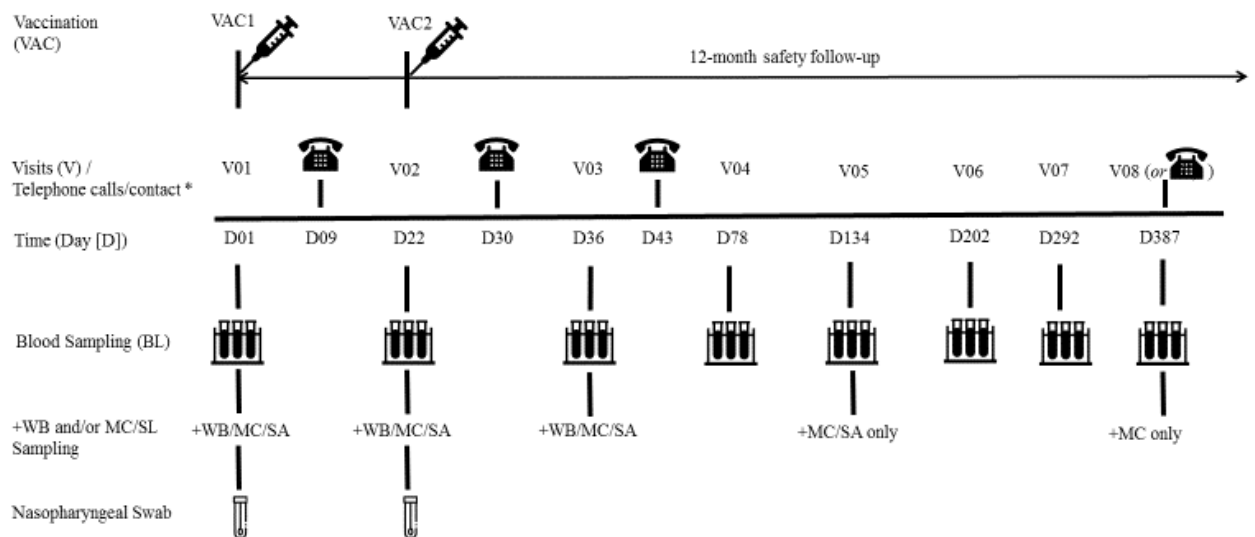 Vaccination
(VAC)
VAC1
VAC2
12-month safety follow-up
Visits (V) /
Telephone calls/contact *
V01
V02
V03
V04
V05
V06
V07
V08 (or )
Time (Day [D])
D01
D09
D22
D30
D36
D43
D78
D134
D202
D292
D387
Blood Sampling (BL)
+WB and/or MC/SL
Sampling
+WB/MC/SA
+WB/MC/SA
+WB/MC/SA
+MC/SA only
+MC only
Nasopharyngeal Swab